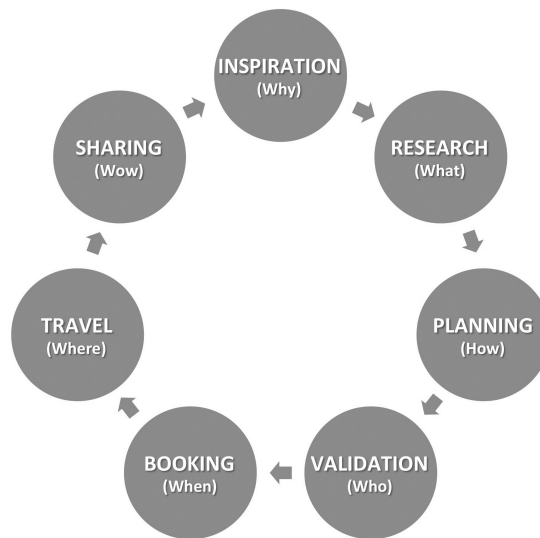 INSPIRATION
(Why)
RESEARCH
(What)
PLANNING
(How)
VALIDATION
(Who)
BOOKING
(When)
TRAVEL
(Where)
SHARING
(Wow)